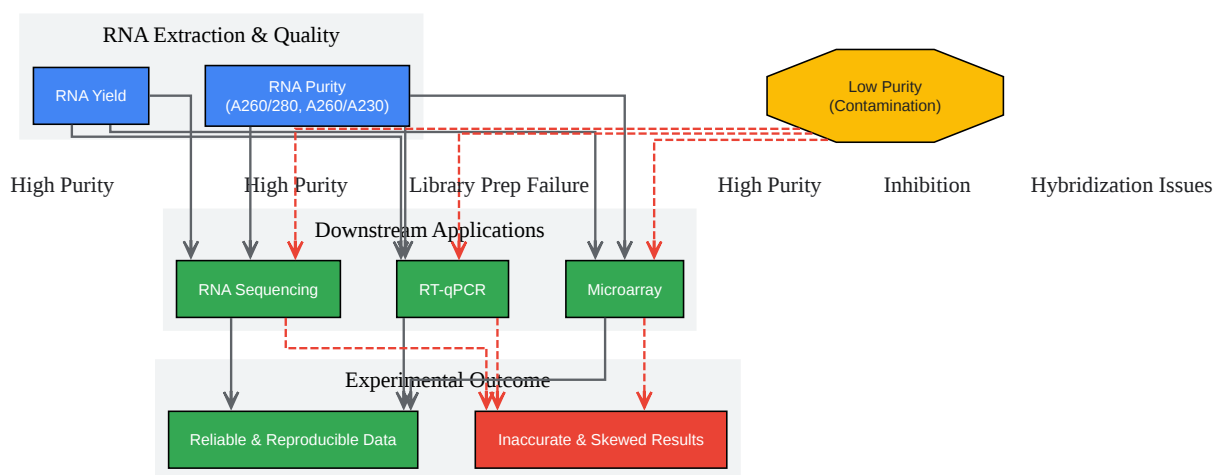 RNA Extraction & Quality
RNA Yield
RNA Purity
(A260/280, A260/A230)
Low Purity
(Contamination)
High Purity
High Purity
Library Prep Failure
High Purity
Inhibition
Hybridization Issues
Downstream Applications
RNA Sequencing
RT-qPCR
Microarray
Experimental Outcome
Reliable & Reproducible Data
Inaccurate & Skewed Results